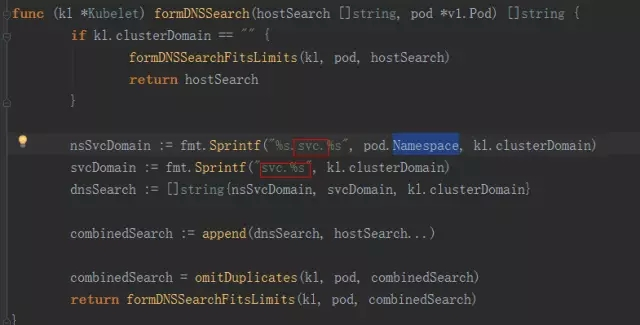 func (kl *Kubelet) formDNSSearch(hostSearch []string, pod *v1.Pod) []string {
if kl.clusterDomain == "" {
formDNSSearchFitsLimits(kl, pod, hostSearch)
return hostSearch
}
nsSvcDomain := fmt.Sprintf("%s.svc.%s", pod.Namespace, kl.clusterDomain)
svcDomain := fmt.Sprintf("svc.%s", kl.clusterDomain)
dnsSearch := []string{nsSvcDomain, svcDomain, kl.clusterDomain}
combinedSearch := append(dnsSearch, hostSearch...)
combinedSearch = omitDuplicates(kl, pod, combinedSearch)
return formDNSSearchFitsLimits(kl, pod, combinedSearch)
}